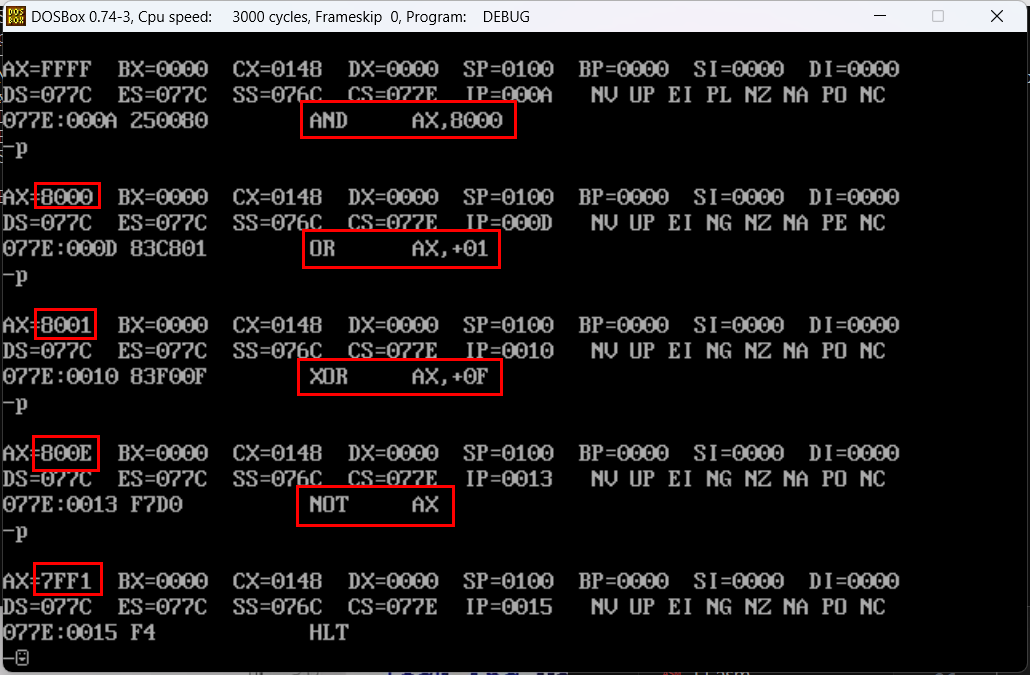 DOSBox 0.74-3, Cpu speed: 3000 cycles, Frameskip 0, Program: DEBUG
AX=FFFF BX=0000 CX=0148 DX=0000 SP=0100 BP=0000 SI=0000 DI=0000
DS=077C ES=077C SS=076C CS=077E IP=000A NV UP EI PL NZ NA PO NC
077E:000A 250080 AND AX,8000
-p
AX=8000 BX=0000 CX=0148 DX=0000 SP=0100 BP=0000 SI=0000 DI=0000
DS=077C ES=077C SS=076C CS=077E IP=000D NV UP EI NG NZ NA PE NC
077E:000D 83C801 OR AX,+01
-p
AX=8001 BX=0000 CX=0148 DX=0000 SP=0100 BP=0000 SI=0000 DI=0000
DS=077C ES=077C SS=076C CS=077E IP=0010 NV UP EI NG NZ NA PO NC
077E:0010 83F00F XOR AX,+0F
-p
AX=800E BX=0000 CX=0148 DX=0000 SP=0100 BP=0000 SI=0000 DI=0000
DS=077C ES=077C SS=076C CS=077E IP=0013 NV UP EI NG NZ NA PO NC
077E:0013 F7D0 NOT AX
-p
AX=7FF1 BX=0000 CX=0148 DX=0000 SP=0100 BP=0000 SI=0000 DI=0000
DS=077C ES=077C SS=076C CS=077E IP=0015 NV UP EI NG NZ NA PO NC
077E:0015 F4 HLT
-